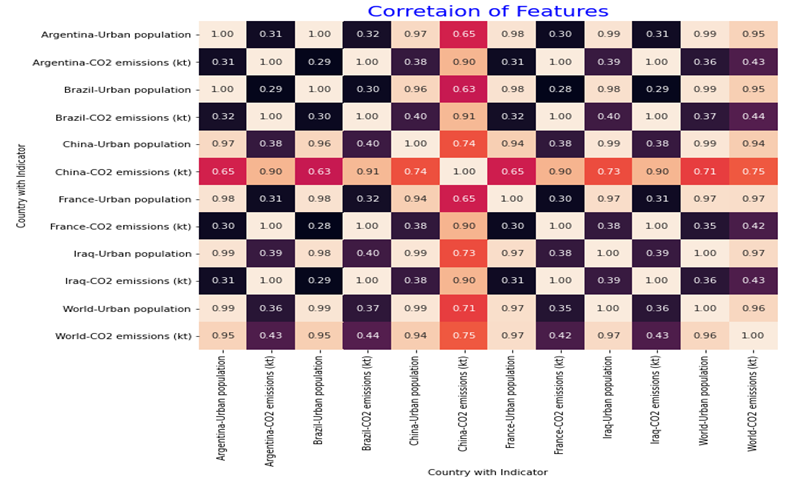 Corretaion of Features
Argentina-Urban population 1.00 0.31 1.00 0.32 0.97 0.65 0.98 0.30 0.99 0.31 0.99 0.95
Argentina-CO2 emissions (kt) 0.31 1.00 0.29 1.00 0.38 0.90 0.31 1.00 0.39 1.00 0.36 0.43
Brazil-Urban population 1.00 0.29 1.00 0.30 0.96 0.63 0.98 0.28 0.98 0.29 0.99 0.95
Brazil-CO2 emissions (kt) 0.32 1.00 0.30 1.00 0.40 0.91 0.32 1.00 0.40 1.00 0.37 0.44
China-Urban population 0.97 0.38 0.96 0.40 1.00 0.74 0.94 0.38 0.99 0.38 0.99 0.94
China-CO2 emissions (kt) 0.65 0.90 0.63 0.91 0.74 1.00 0.65 0.90 0.73 0.90 0.71 0.75
France-Urban population 0.98 0.31 0.98 0.32 0.94 0.65 1.00 0.30 0.97 0.31 0.97 0.97
France-CO2 emissions (kt) 0.30 1.00 0.28 1.00 0.38 0.90 0.30 1.00 0.38 1.00 0.35 0.42
Iraq-Urban population 0.99 0.39 0.98 0.40 0.99 0.73 0.97 0.38 1.00 0.39 1.00 0.97
Iraq-CO2 emissions (kt) 0.31 1.00 0.29 1.00 0.38 0.90 0.31 1.00 0.39 1.00 0.36 0.43
World-Urban population 0.99 0.36 0.99 0.37 0.99 0.71 0.97 0.35 1.00 0.36 1.00 0.96
World-CO2 emissions (kt) 0.95 0.43 0.95 0.44 0.94 0.75 0.97 0.42 0.97 0.43 0.96 1.00
Country with Indicator
Argentina-Urban population
Argentina-CO2 emissions (kt)
Brazil-Urban population
Brazil-CO2 emissions (kt)
China-Urban population
China-CO2 emissions (kt)
France-Urban population
France-CO2 emissions (kt)
Iraq-Urban population
Iraq-CO2 emissions (kt)
World-Urban population
World-CO2 emissions (kt)
Country with Indicator